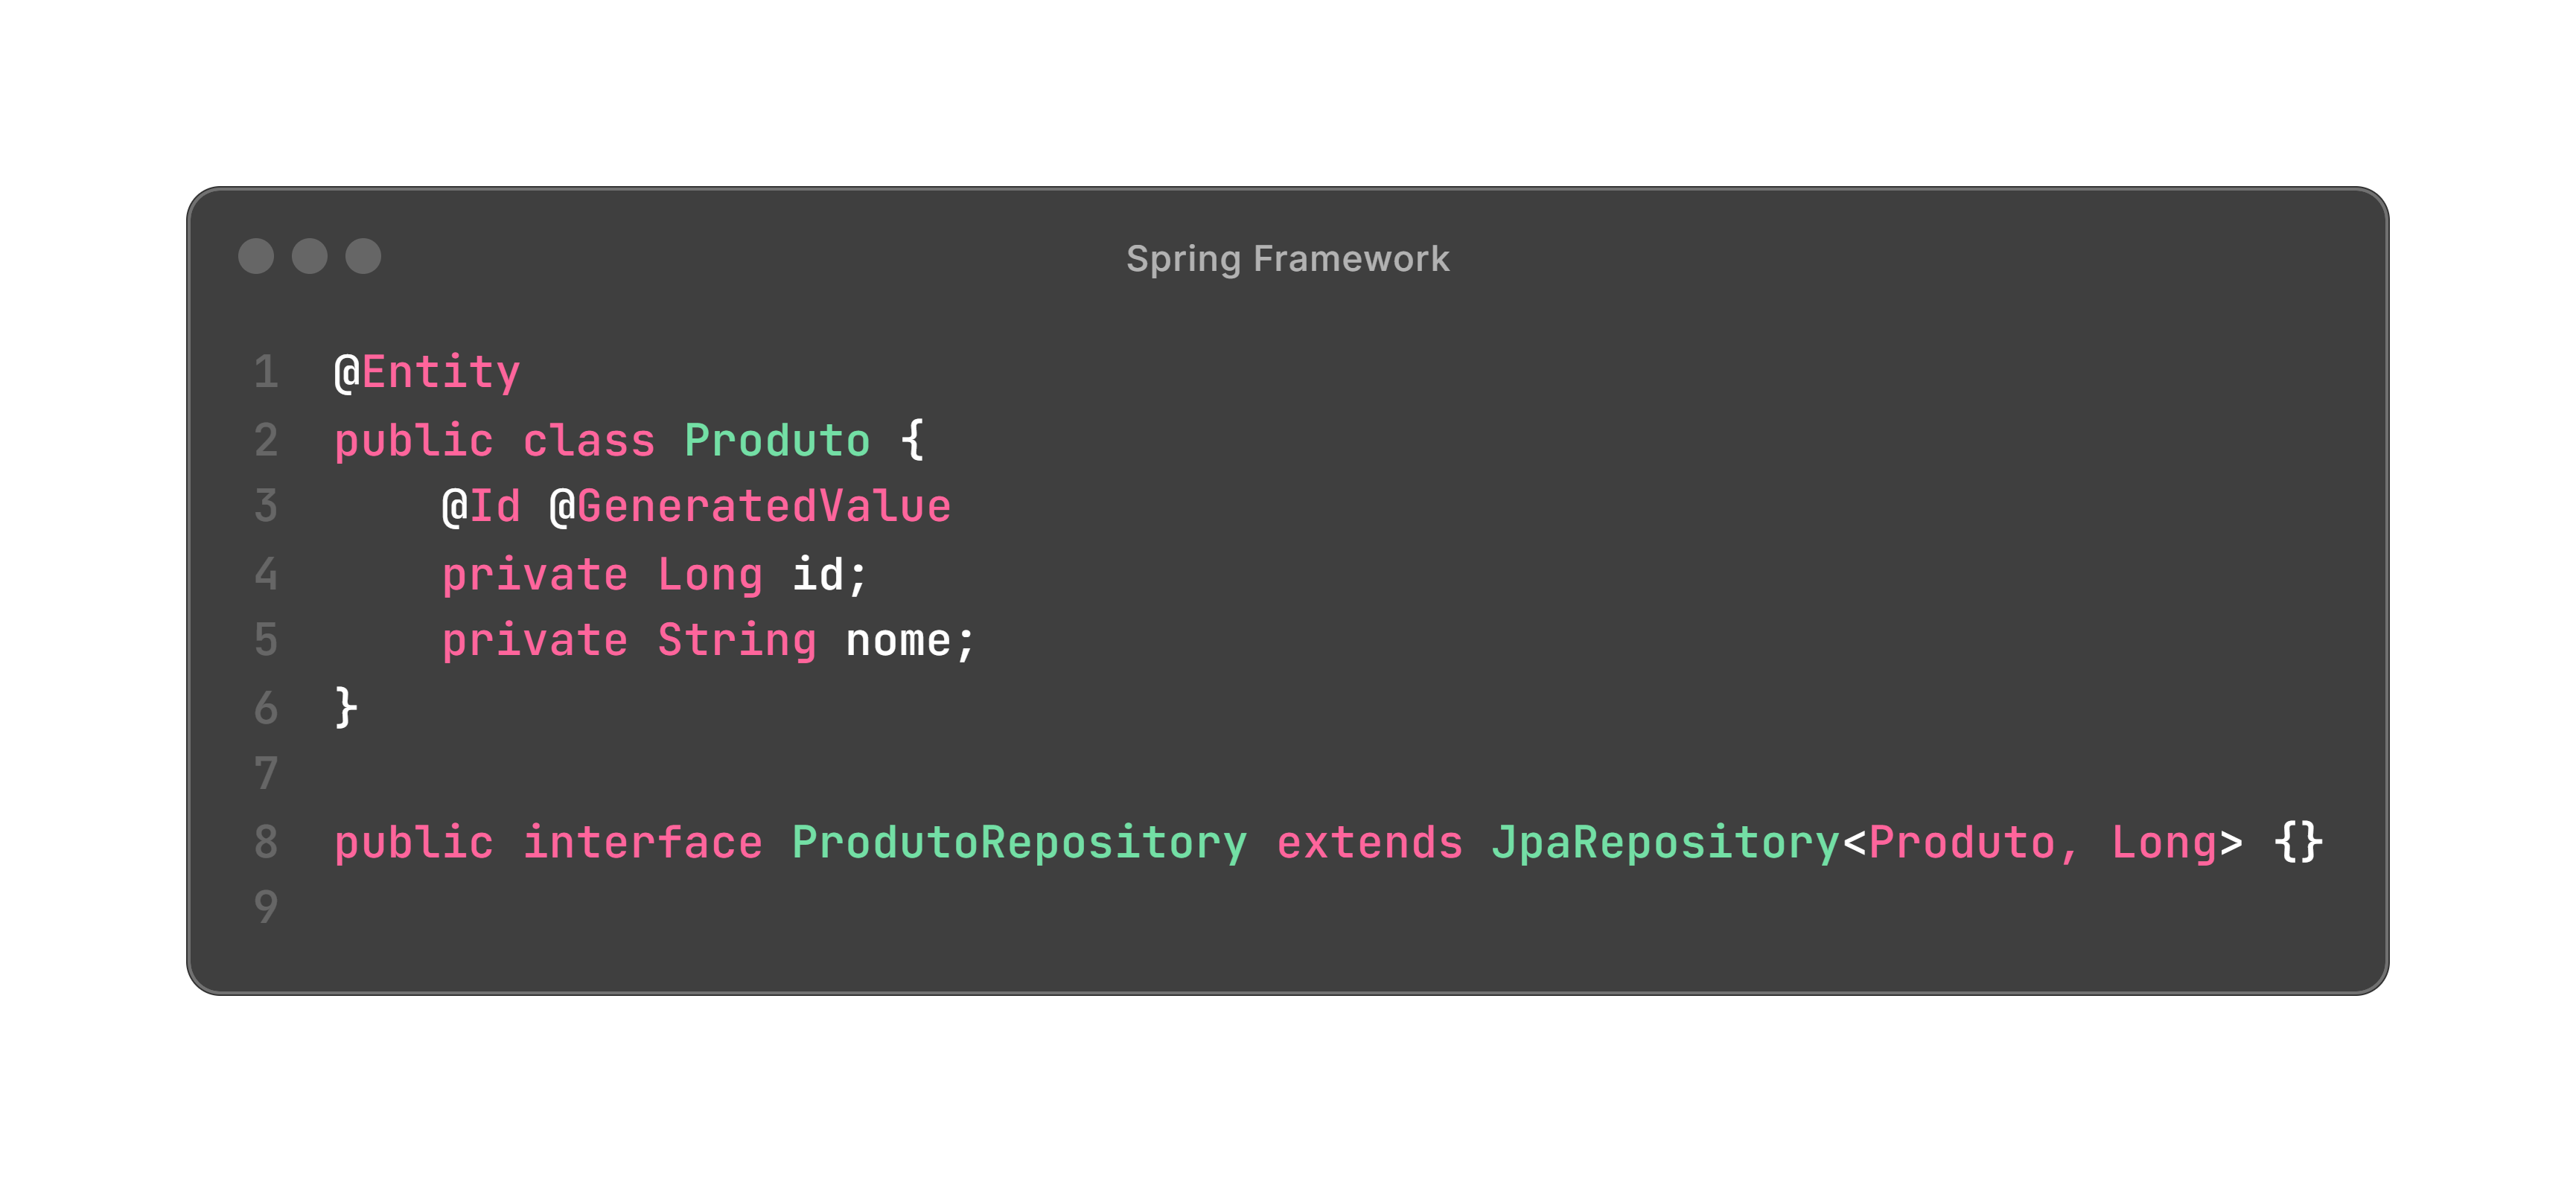 Spring Framework
1 @Entity
2 public class Produto {
3     @Id @GeneratedValue
4     private Long id;
5     private String nome;
6 }
7
8 public interface ProdutoRepository extends JpaRepository<Produto, Long> {}
9